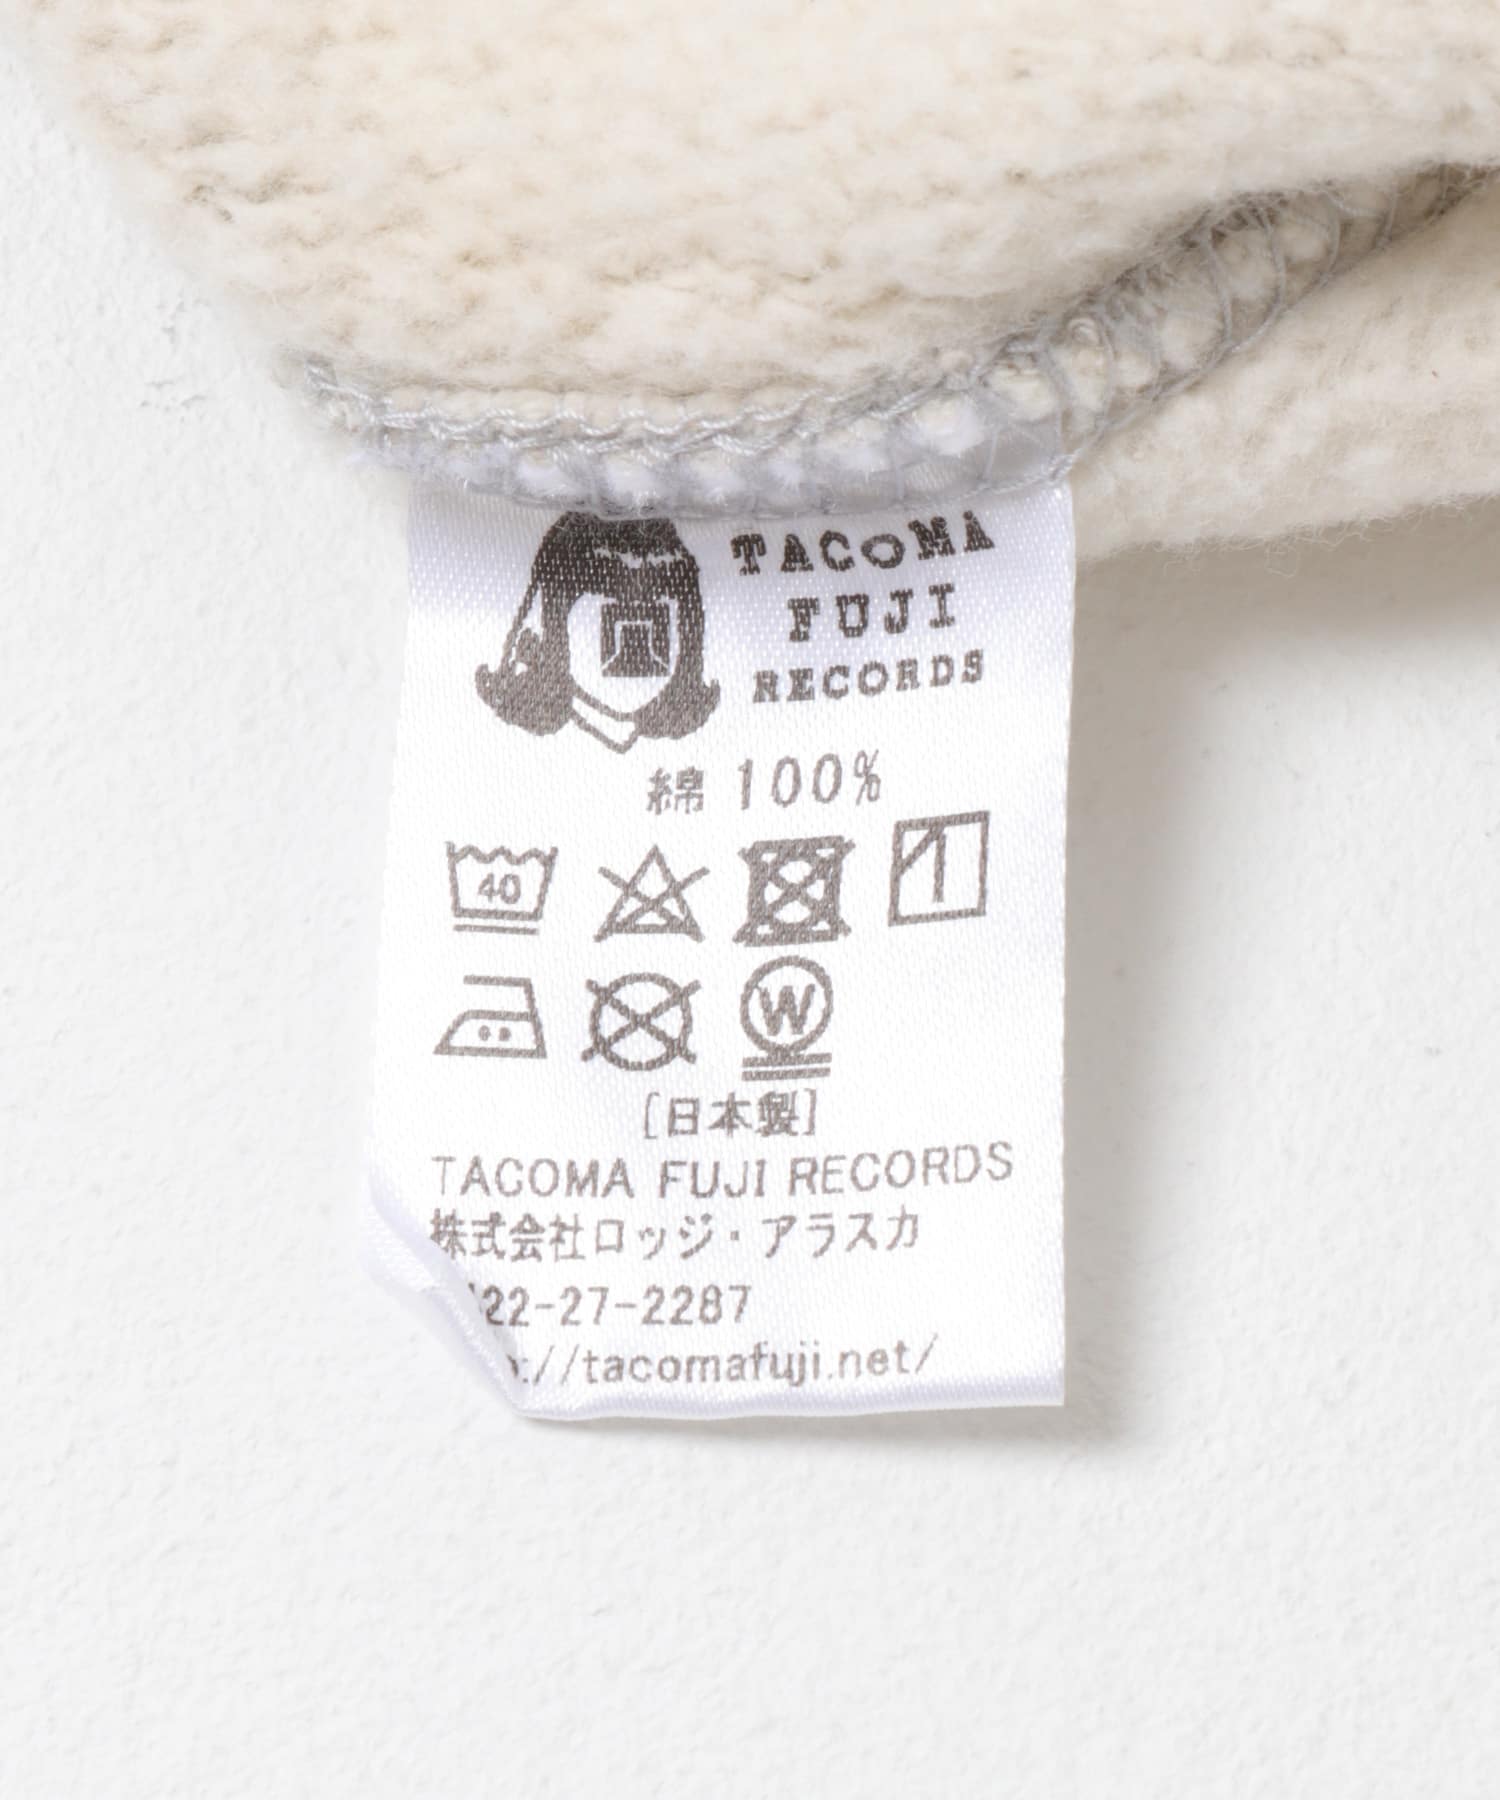 TACOMA
FUJI
RECORDS
綿 100%
40
W
[日本製]
TACOMA FUJI RECORDS
株式会社ロッジ・アラスカ
22-27-2287
://tacomafuji.net/